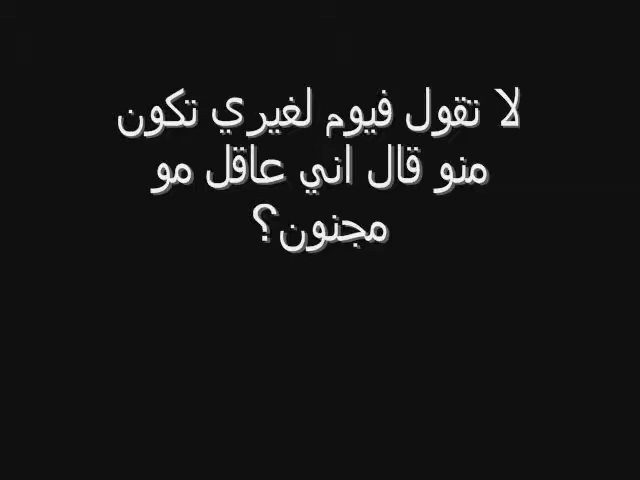 لا تقول فيوم لغيري تكون
منو قال اني عاقل مو
مجنون؟